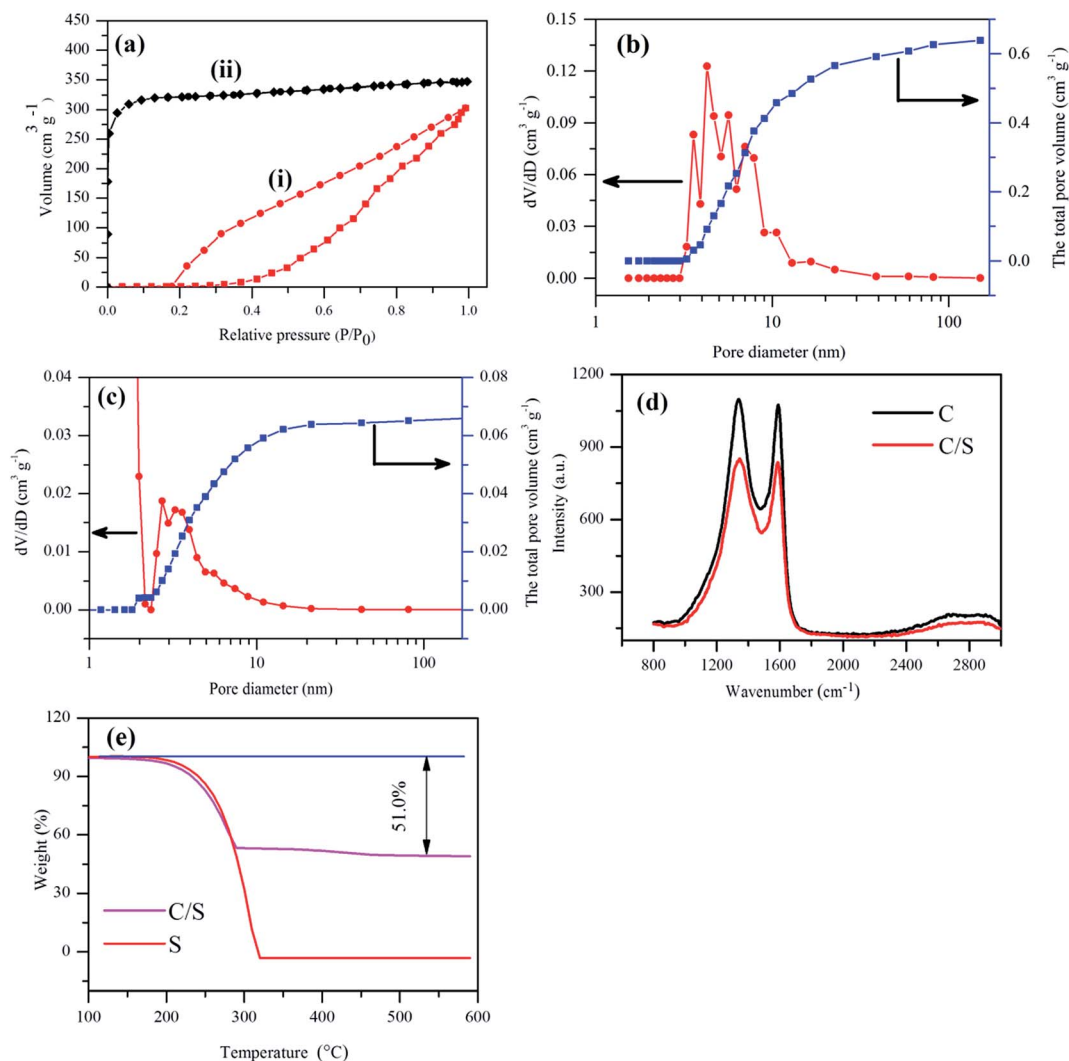 (a)
(ii)
(i)
450
400
350
300
250
200
150
100
50
0
Volume (cm³ g⁻¹)
0.0 0.2 0.4 0.6 0.8 1.0
Relative pressure (P/P₀)
(b)
0.15
0.12
0.09
0.06
0.03
0.00
dV/dD (cm³ g⁻¹)
0.6
0.4
0.2
0.0
The total pore volume (cm³ g⁻¹)
1 10 100
Pore diameter (nm)
(c)
0.04
0.03
0.02
0.01
0.00
dV/dD (cm³ g⁻¹)
0.08
0.06
0.04
0.02
0.00
The total pore volume (cm³ g⁻¹)
1 10 100
Pore diameter (nm)
(d)
C
C/S
1200
900
600
300
Intensity (a.u.)
800 1200 1600 2000 2400 2800
Wavenumber (cm⁻¹)
(e)
120
90
60
30
0
Weight (%)
51.0%
C/S
S
100 200 300 400 500 600
Temperature (°C)